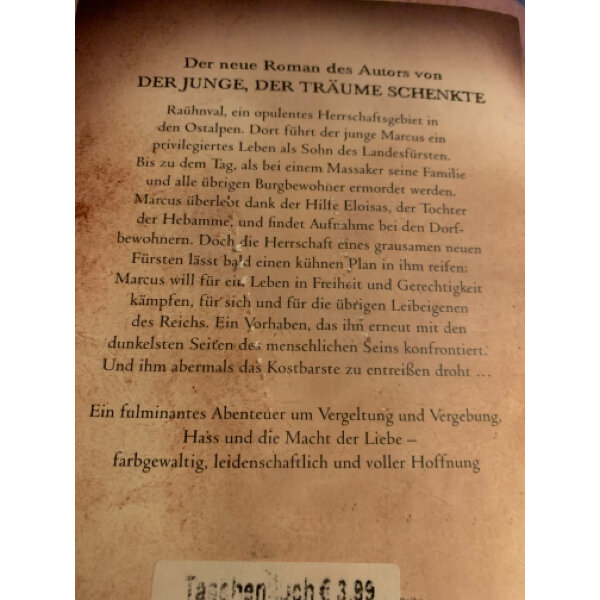 Der neue Roman des Autors von
DER JUNGE, DER TRÄUME SCHENKTE
Raühnval, ein opulentes Herrschaftsgebiet in
den Ostalpen. Dort führt der junge Marcus ein
privilegiertes Leben als Sohn des Landesfürsten.
Bis zu dem Tag, als bei einem Massaker seine Familie
und alle übrigen Burgbewohner ermordet werden.
Marcus überlebt dank der Hilfe Eloisas, der Tochter
der Hebamme, und findet Aufnahme bei den Dorf-
bewohnern. Doch die Herrschaft eines grausamen neuen
Fürsten lässt bald einen kühnen Plan in ihm reifen:
Marcus will für ein Leben in Freiheit und Gerechtigkeit
kämpfen, für sich und für die übrigen Leibeigenen
des Reichs. Ein Vorhaben, das ihn erneut mit den
dunkelsten Seiten des menschlichen Seins konfrontiert.
Und ihm abermals das Kostbarste zu entreißen droht ...
Ein fulminantes Abenteuer um Vergeltung und Vergebung,
Hass und die Macht der Liebe –
farbgewaltig, leidenschaftlich und voller Hoffnung
Taschenbuch € 3,99